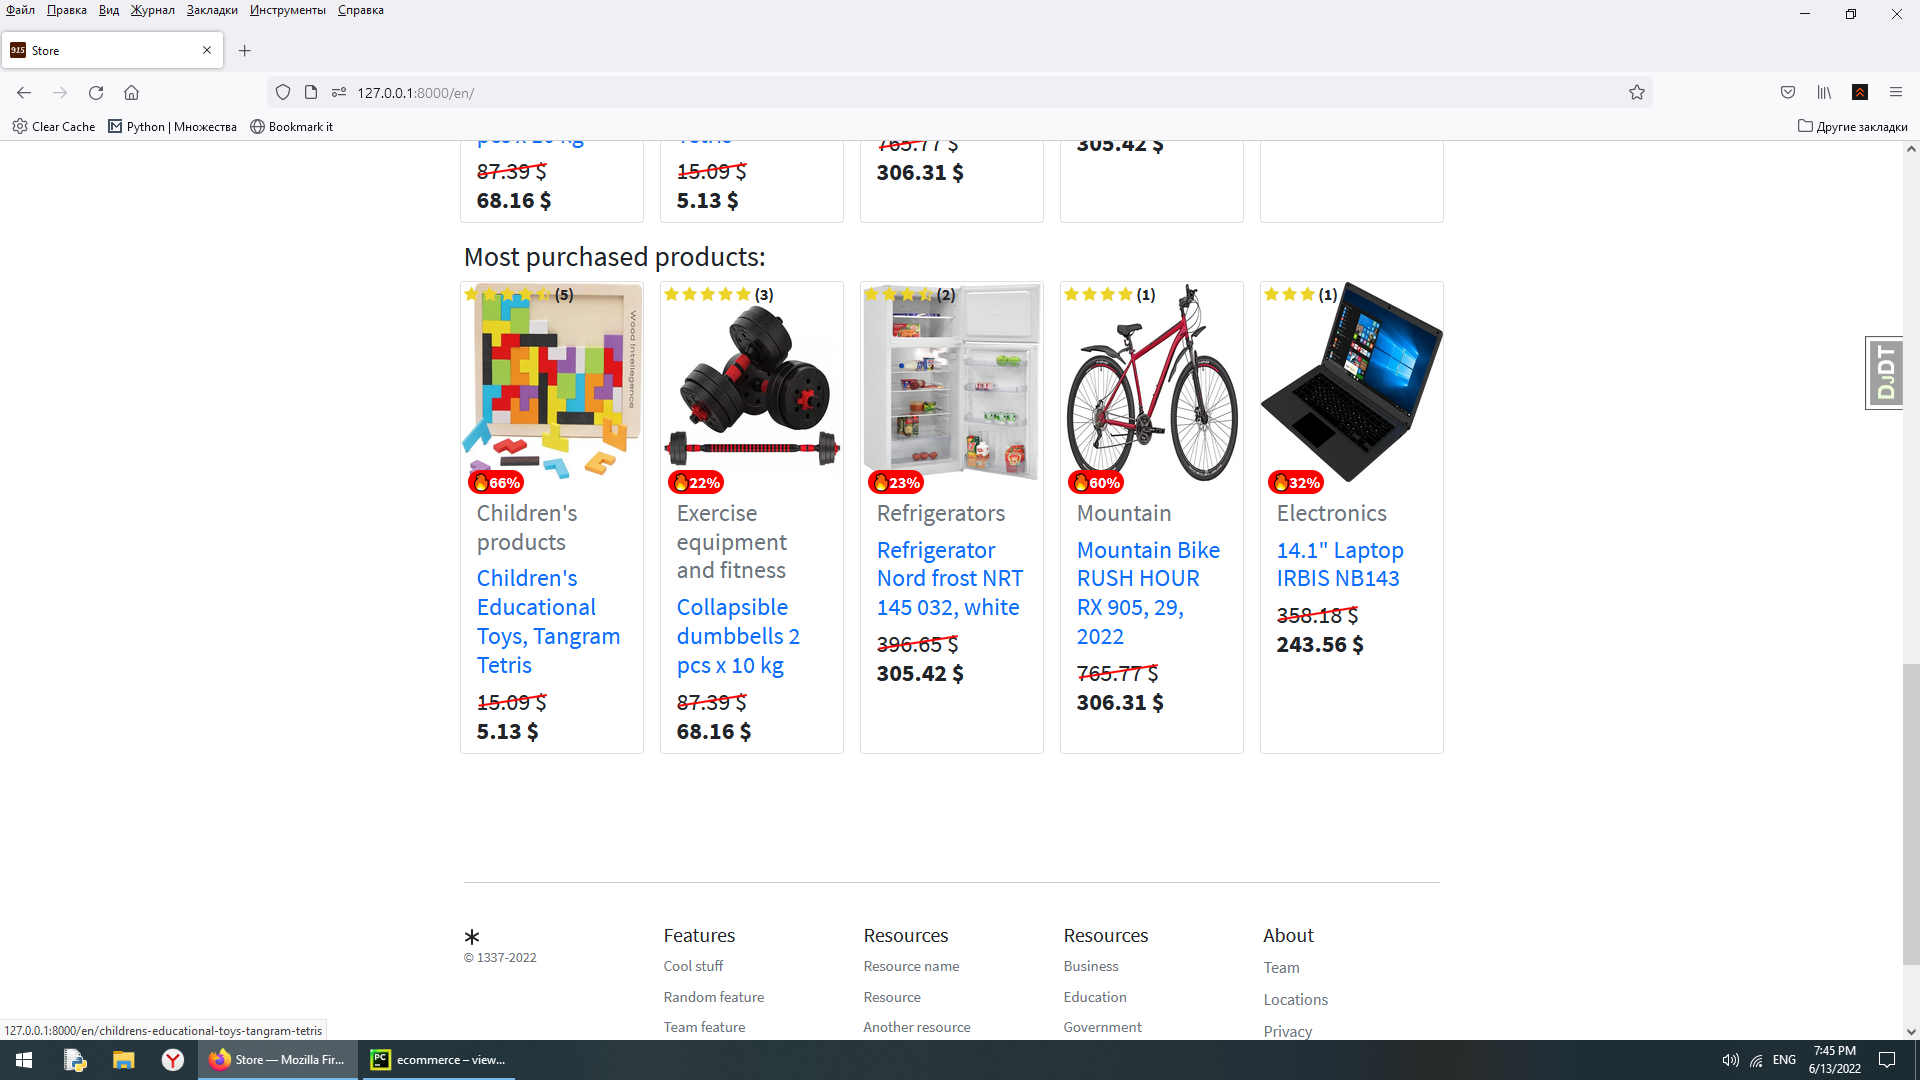 Файл Правка Вид Журнал Закладки Инструменты Справка
915 Store
127.0.0.1:8000/en/
Clear Cache Python | Множества Bookmark it Другие закладки
pcs x 10 kg
87.39 $
68.16 $
Tetris
15.09 $
5.13 $
765.77 $
306.31 $
305.42 $
Most purchased products:
(5)
Wood Intellegence
66%
Children's
products
Children's
Educational
Toys, Tangram
Tetris
15.09 $
5.13 $
(3)
22%
Exercise
equipment
and fitness
Collapsible
dumbbells 2
pcs x 10 kg
87.39 $
68.16 $
(2)
23%
Refrigerators
Refrigerator
Nord frost NRT
145 032, white
396.65 $
305.42 $
(1)
60%
Mountain
Mountain Bike
RUSH HOUR
RX 905, 29,
2022
765.77 $
306.31 $
(1)
32%
Electronics
14.1" Laptop
IRBIS NB143
358.18 $
243.56 $
DJDT
© 1337-2022
Features
Cool stuff
Random feature
Team feature
Resources
Resource name
Resource
Another resource
Resources
Business
Education
Government
About
Team
Locations
Privacy
127.0.0.1:8000/en/childrens-educational-toys-tangram-tetris
Store — Mozilla Fir...
PC ecommerce – view...
ENG
7:45 PM
6/13/2022